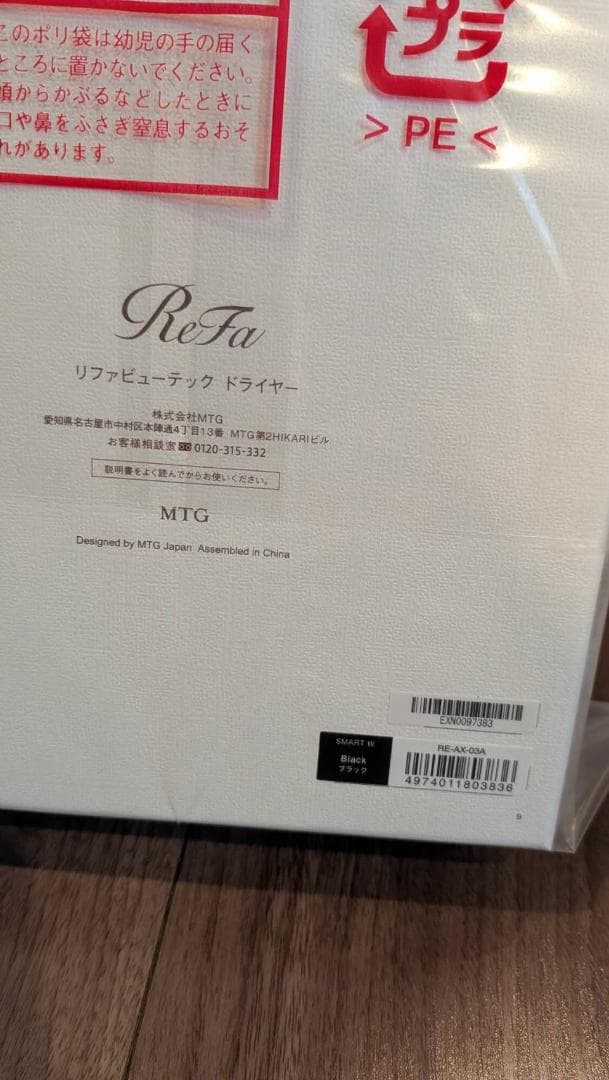 このポリ袋は幼児の手の届く
ところに置かないでください。
頭からかぶるなどしたときに
口や鼻をふさぎ窒息するおそ
れがあります。
プラ
> PE <
ReFa
リファビューテック ドライヤー
株式会社MTG
愛知県名古屋市中村区本陣通4丁目13番 MTG第2HIKARIビル
お客様相談窓 0120-315-332
説明書をよく読んでからお使いください。
MTG
Designed by MTG Japan Assembled in China
EXN0097383
SMART W
Black
ブラック
RE-AX-03A
4974011803836
9